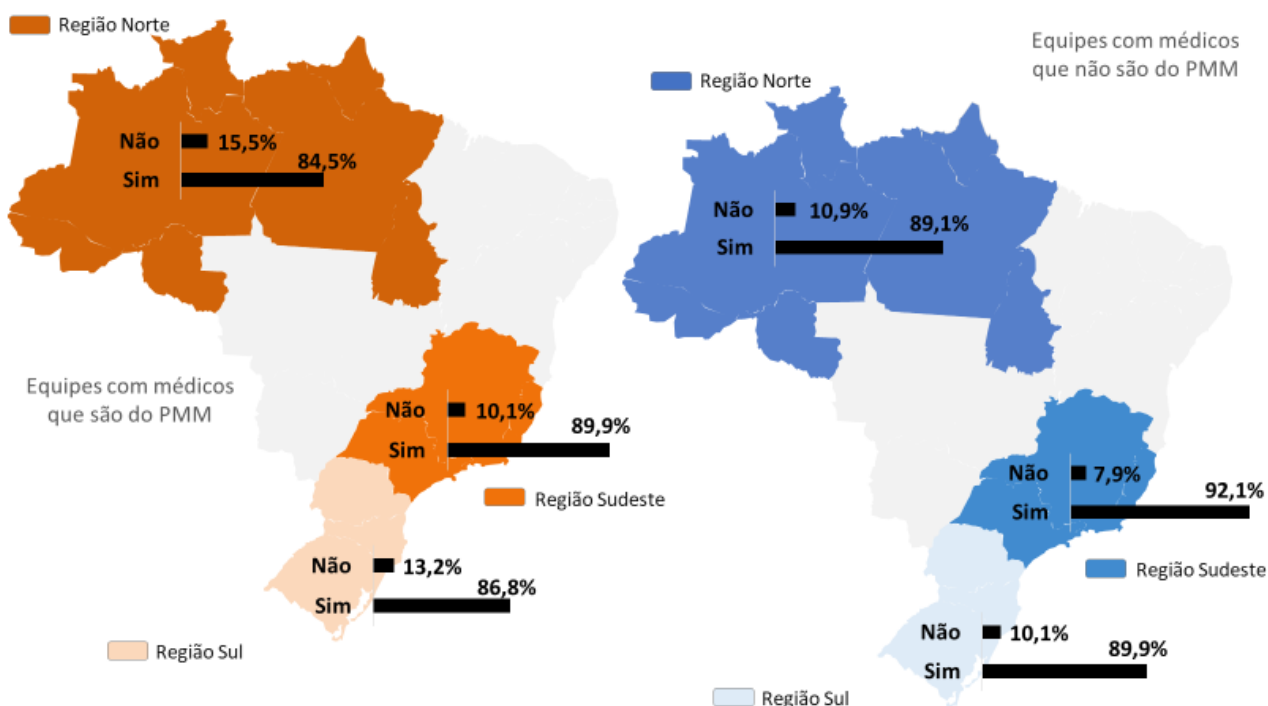 Região Norte
Não 15,5%
84,5%
Sim
Equipes com médicos
que são do PMM
Não 10,1%
89,9%
Sim
Região Sudeste
Não 13,2%
86,8%
Sim
Região Sul
Equipes com médicos
que não são do PMM
Região Norte
Não 10,9%
89,1%
Sim
Não 7,9%
92,1%
Sim
Região Sudeste
Não 10,1%
89,9%
Sim
Região Sul